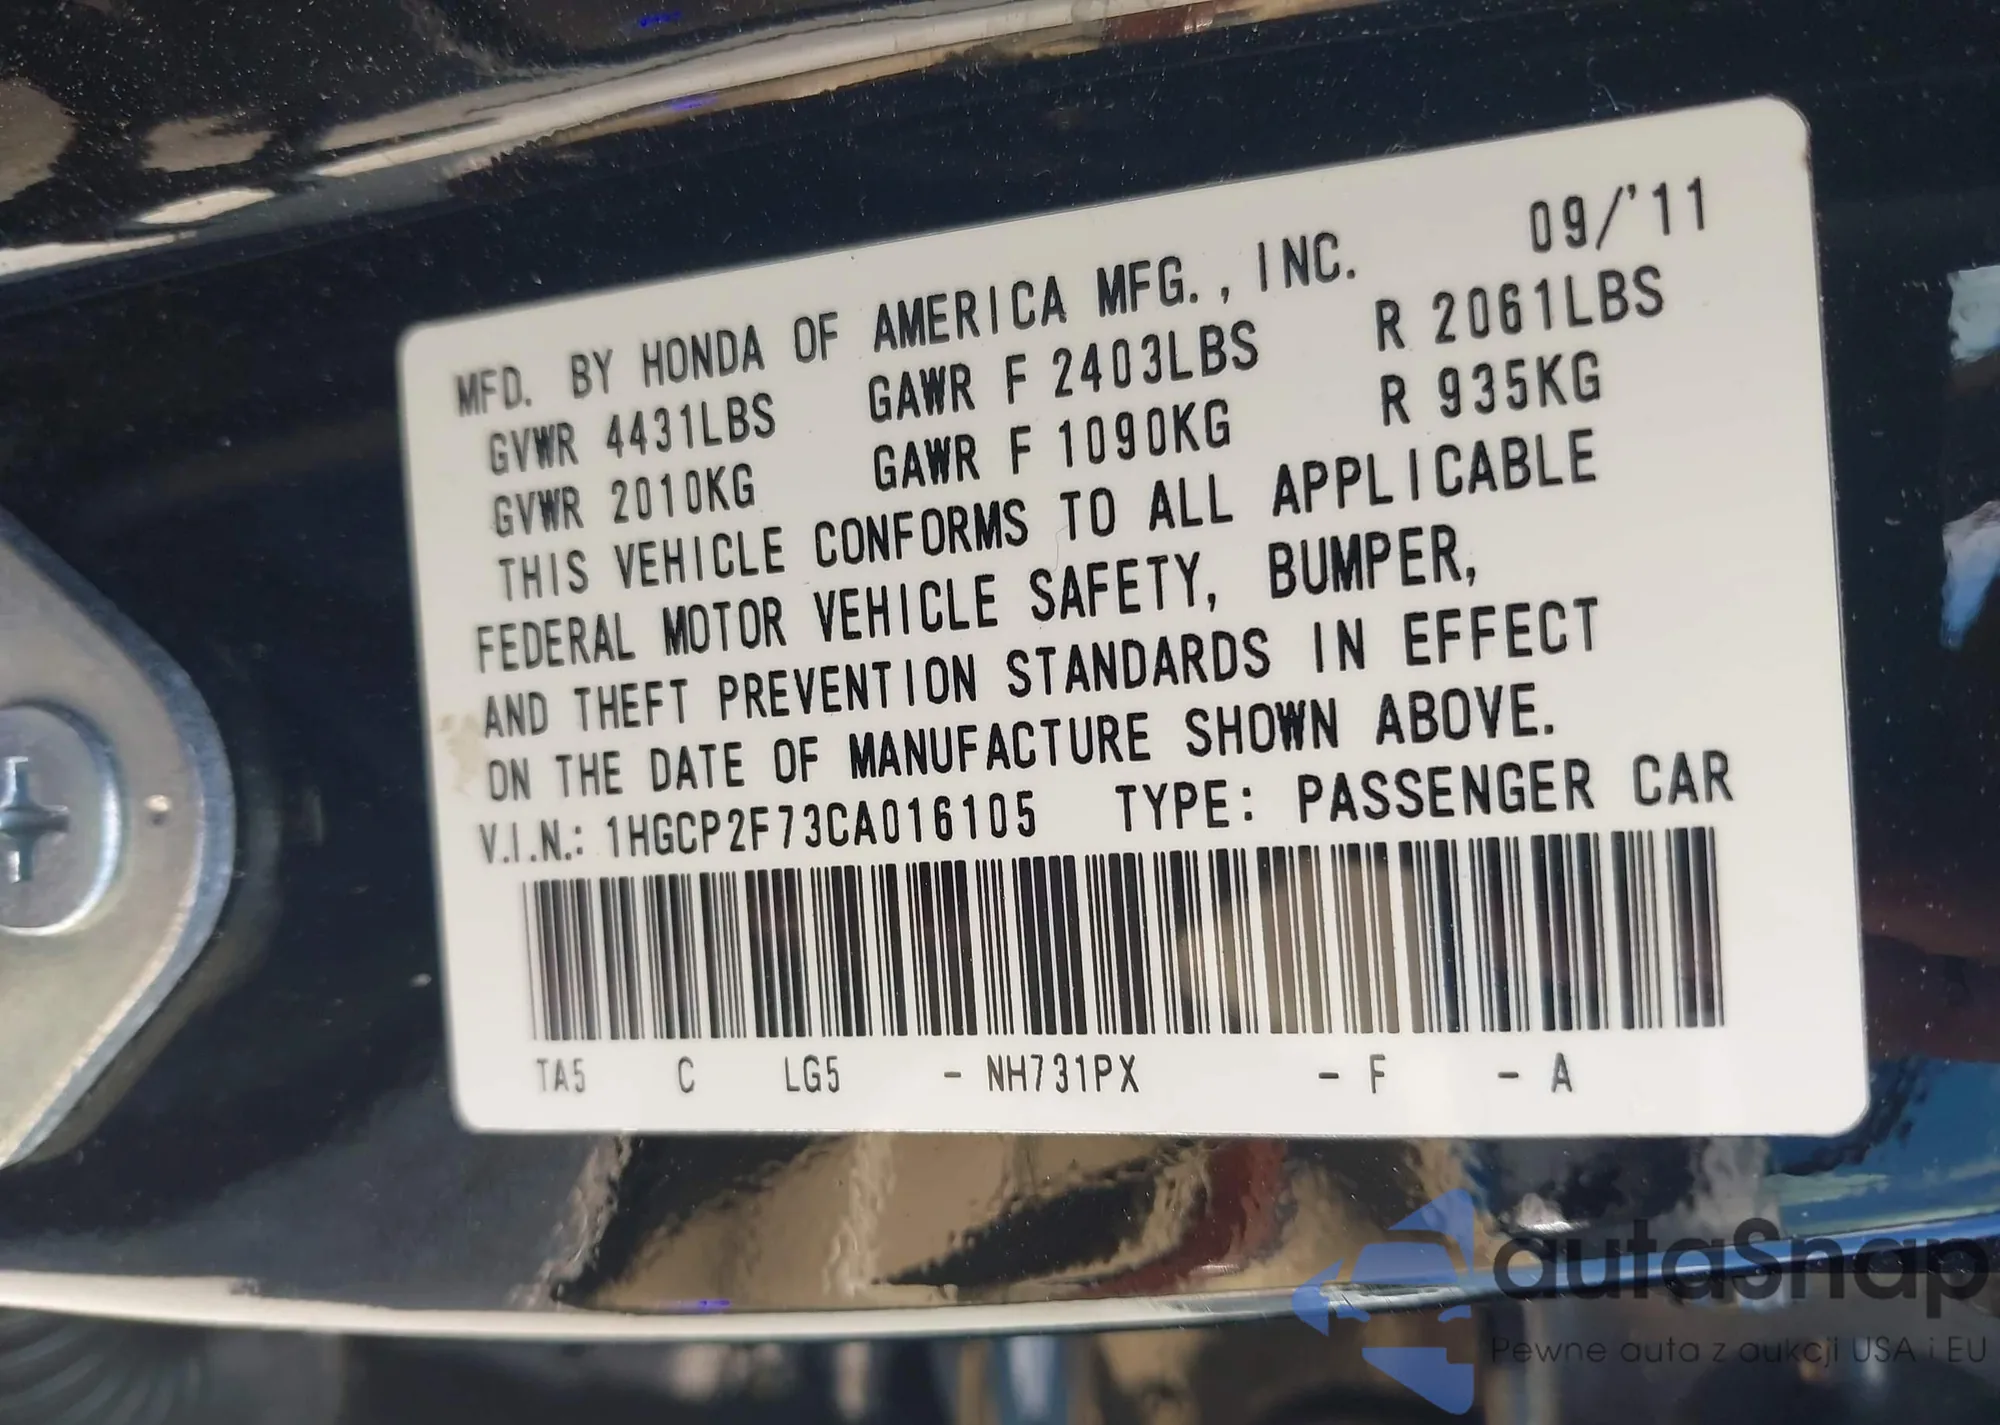 MFD. BY HONDA OF AMERICA MFG., INC. 09/'11
GVWR 4431LBS GAWR F 2403LBS R 2061LBS
GVWR 2010KG GAWR F 1090KG R 935KG
THIS VEHICLE CONFORMS TO ALL APPLICABLE
FEDERAL MOTOR VEHICLE SAFETY, BUMPER,
AND THEFT PREVENTION STANDARDS IN EFFECT
ON THE DATE OF MANUFACTURE SHOWN ABOVE.
V.I.N.: 1HGCP2F73CA016105 TYPE: PASSENGER CAR
TA5 C LG5 - NH731PX - F - A
autaSnap
Pewne auta z aukcji USA i EU